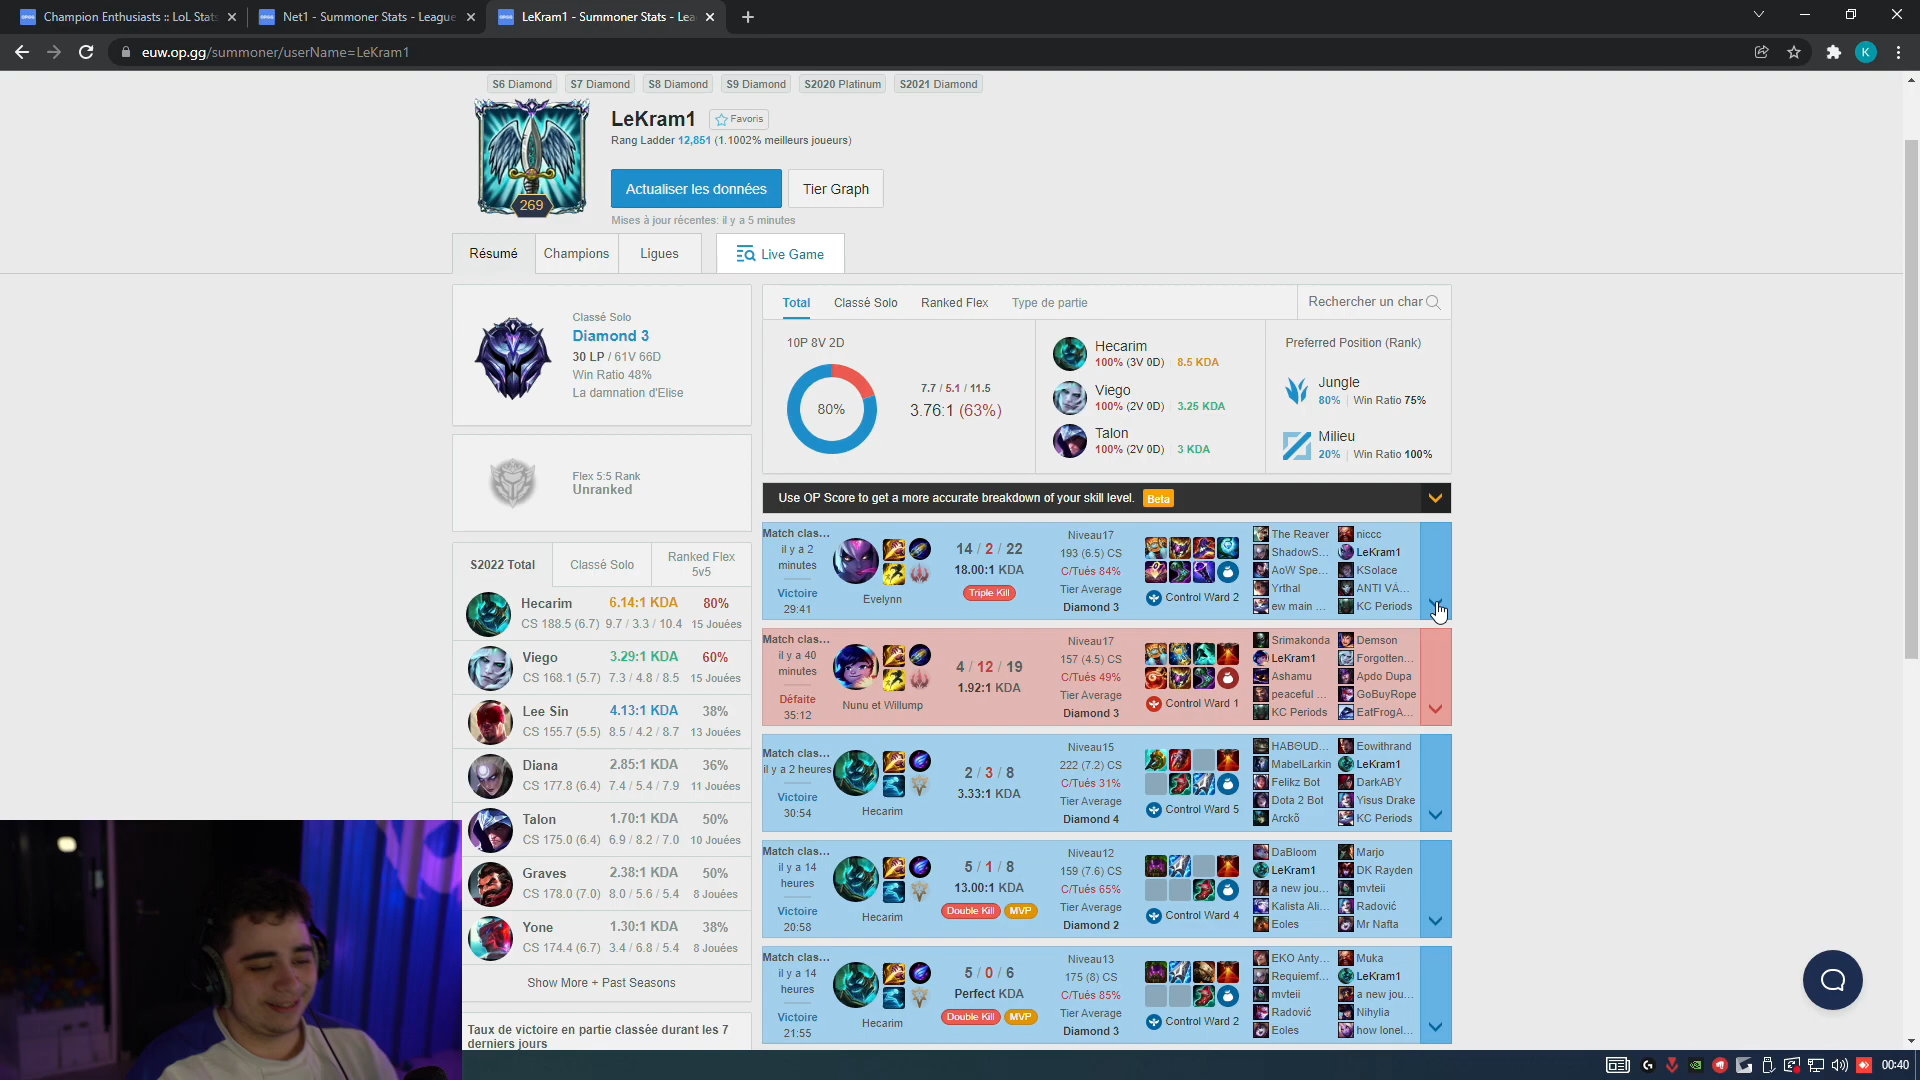 Champion Enthusiasts :: LoL Stats
Net1 - Summoner Stats - League
LeKram1 - Summoner Stats - Lea
euw.op.gg/summoner/userName=LeKram1
K
S6 Diamond
S7 Diamond
S8 Diamond
S9 Diamond
S2020 Platinum
S2021 Diamond
269
LeKram1
Favoris
Rang Ladder 12,851 (1.1002% meilleurs joueurs)
Actualiser les données
Tier Graph
Mises à jour récentes: il y a 5 minutes
Résumé
Champions
Ligues
Live Game
Classé Solo
Diamond 3
30 LP / 61V 66D
Win Ratio 48%
La damnation d'Elise
Flex 5:5 Rank
Unranked
S2022 Total
Classé Solo
Ranked Flex
5v5
Hecarim 6.14:1 KDA 80%
CS 188.5 (6.7) 9.7 / 3.3 / 10.4 15 Jouées
Viego 3.29:1 KDA 60%
CS 168.1 (5.7) 7.3 / 4.8 / 8.5 15 Jouées
Lee Sin 4.13:1 KDA 38%
CS 155.7 (5.5) 8.5 / 4.2 / 8.7 13 Jouées
Diana 2.85:1 KDA 36%
CS 177.8 (6.4) 7.4 / 5.4 / 7.9 11 Jouées
Talon 1.70:1 KDA 50%
CS 175.0 (6.4) 6.9 / 8.2 / 7.0 10 Jouées
Graves 2.38:1 KDA 50%
CS 178.0 (7.0) 8.0 / 5.6 / 5.4 8 Jouées
Yone 1.30:1 KDA 38%
CS 174.4 (6.7) 3.4 / 6.8 / 5.4 8 Jouées
Show More + Past Seasons
Taux de victoire en partie classée durant les 7
derniers jours
Total
Classé Solo
Ranked Flex
Type de partie
Rechercher un char
10P 8V 2D
80%
7.7 / 5.1 / 11.5
3.76:1 (63%)
Hecarim
100% (3V 0D) 8.5 KDA
Viego
100% (2V 0D) 3.25 KDA
Talon
100% (2V 0D) 3 KDA
Preferred Position (Rank)
Jungle
80% Win Ratio 75%
Milieu
20% Win Ratio 100%
Use OP Score to get a more accurate breakdown of your skill level. Beta
Match clas...
il y a 2
minutes
Victoire
29:41
Evelynn
14 / 2 / 22
18.00:1 KDA
Triple Kill
Niveau17
193 (6.5) CS
C/Tués 84%
Tier Average
Diamond 3
Control Ward 2
The Reaver
ShadowS...
AoW Spe...
Yrthal
ew main ...
niccc
LeKram1
KSolace
ANTI VÀ...
KC Periods
Match clas...
il y a 40
minutes
Défaite
35:12
Nunu et Willump
4 / 12 / 19
1.92:1 KDA
Niveau17
157 (4.5) CS
C/Tués 49%
Tier Average
Diamond 3
Control Ward 1
Srimakonda
LeKram1
Ashamu
peaceful ...
KC Periods
Demson
Forgotten...
Apdo Dupa
GoBuyRope
EatFrogA...
Match clas...
il y a 2 heures
Victoire
30:54
Hecarim
2 / 3 / 8
3.33:1 KDA
Niveau15
222 (7.2) CS
C/Tués 31%
Tier Average
Diamond 4
Control Ward 5
MabelLarkin
Felikz Bot
Dota 2 Bot
Arckõ
Eowithrand
LeKram1
DarkABY
Yisus Drake
KC Periods
Match clas...
il y a 14
heures
Victoire
20:58
Hecarim
5 / 1 / 8
13.00:1 KDA
Double Kill
MVP
Niveau12
159 (7.6) CS
C/Tués 65%
Tier Average
Diamond 2
Control Ward 4
DaBloom
LeKram1
a new jou...
Kalista Ali...
Eoles
Marjo
DK Rayden
mvteii
Radović
Mr Nafta
Match clas...
il y a 14
heures
Victoire
21:55
Hecarim
5 / 0 / 6
Perfect KDA
Double Kill
MVP
Niveau13
175 (8) CS
C/Tués 85%
Tier Average
Diamond 3
Control Ward 2
EKO Anty...
Requiemf...
mvteii
Radović
Eoles
Muka
LeKram1
a new jou...
Nihylia
how lonel...
00:40